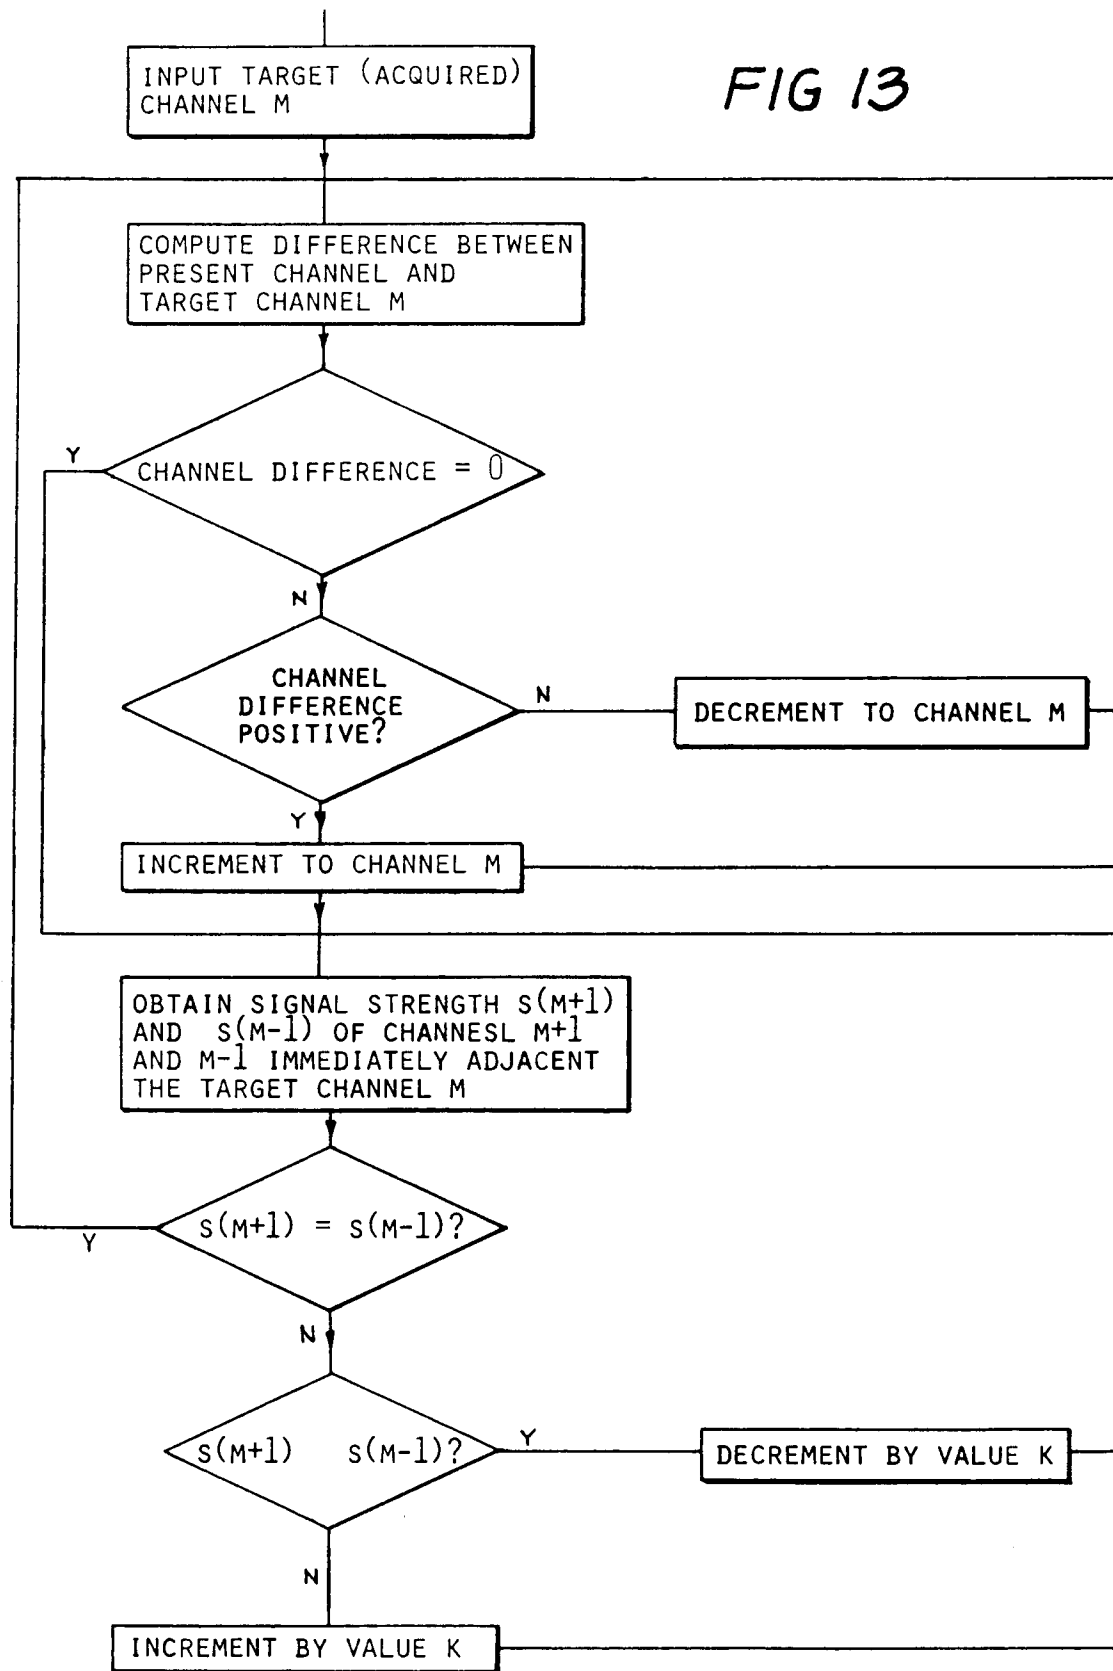 FIG 13
INPUT TARGET (ACQUIRED)
CHANNEL M
COMPUTE DIFFERENCE BETWEEN
PRESENT CHANNEL AND
TARGET CHANNEL M
Y
CHANNEL DIFFERENCE = 0
N
CHANNEL
DIFFERENCE
POSITIVE?
N
DECREMENT TO CHANNEL M
Y
INCREMENT TO CHANNEL M
OBTAIN SIGNAL STRENGTH S(M+1)
AND S(M-1) OF CHANNESL M+1
AND M-1 IMMEDIATELY ADJACENT
THE TARGET CHANNEL M
S(M+1) = S(M-1)?
Y
N
S(M+1) S(M-1)?
Y
DECREMENT BY VALUE K
N
INCREMENT BY VALUE K